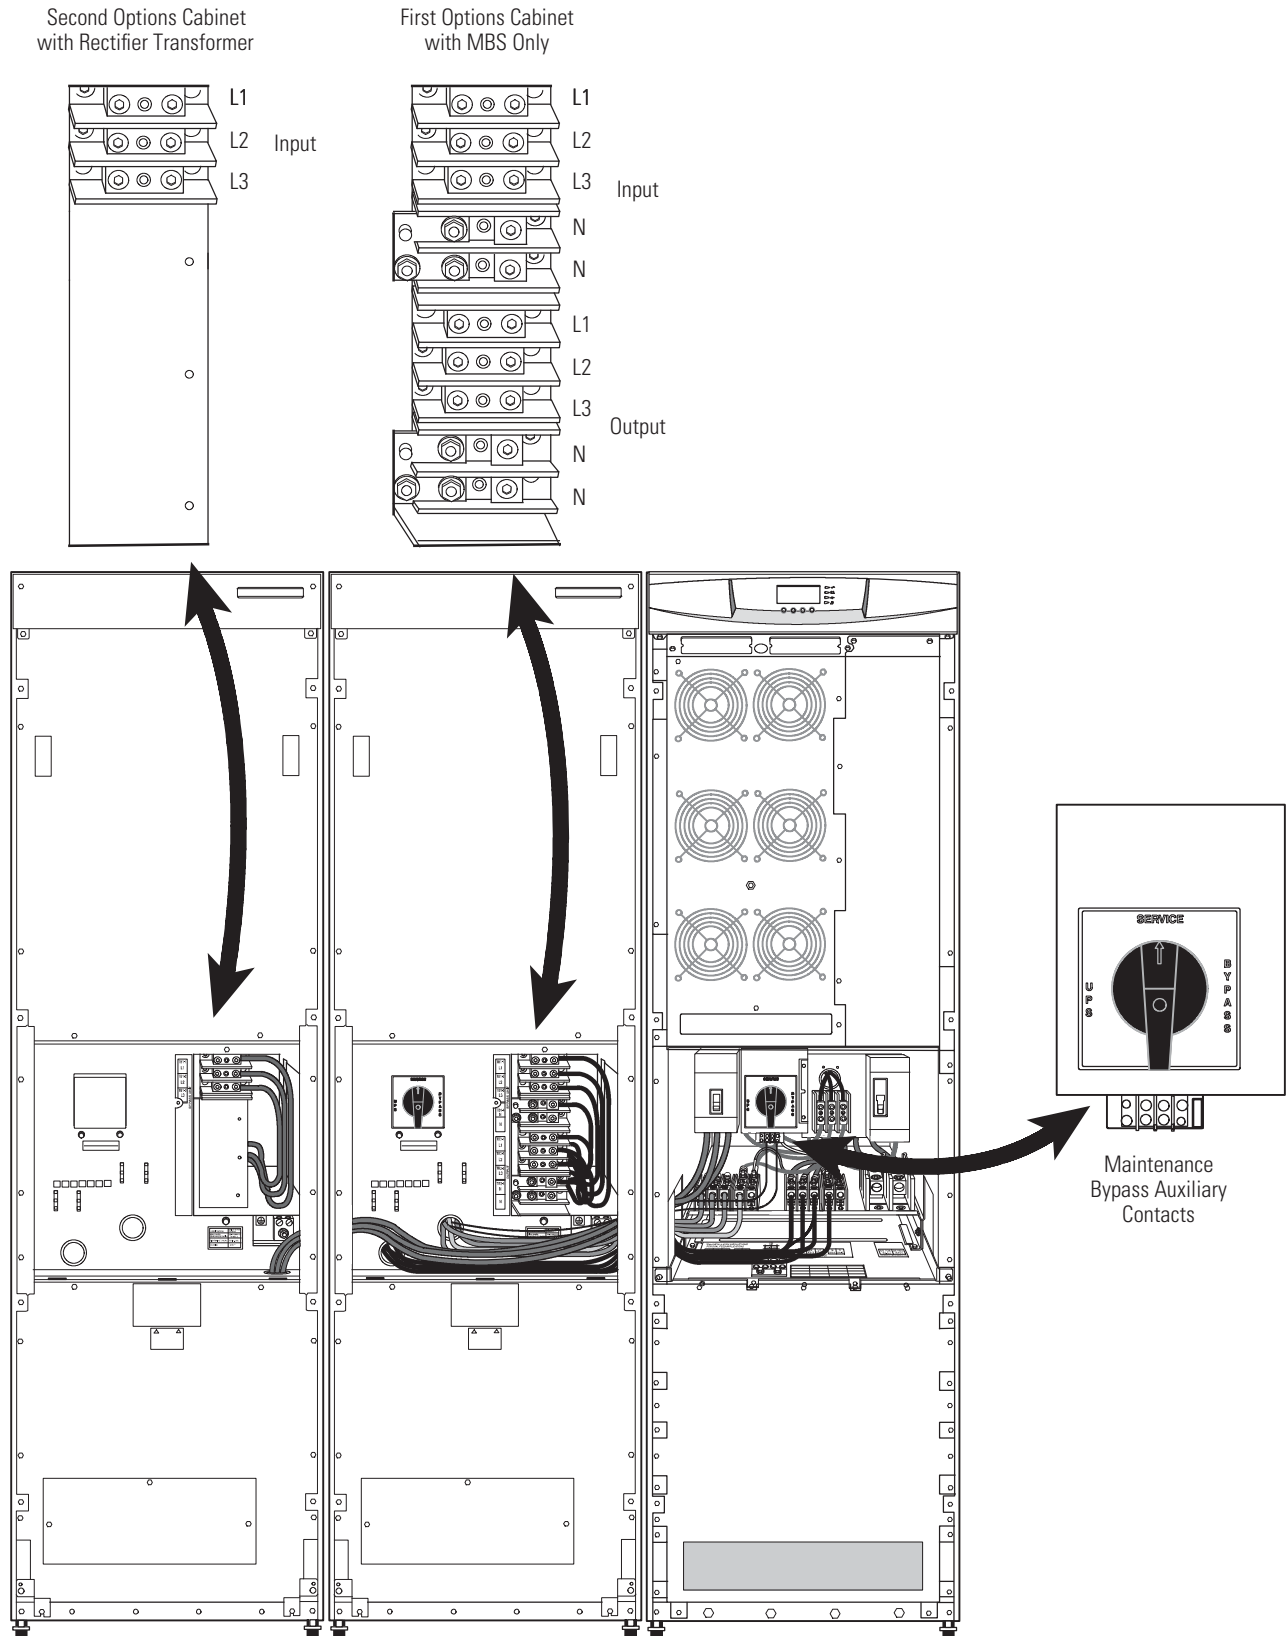 Second Options Cabinet
with Rectifier Transformer
First Options Cabinet
with MBS Only
L1
L2
L3
Input
L1
L2
L3
N
N
Input
L1
L2
L3
N
N
Output
SERVICE
UPS
BYPASS
Maintenance
Bypass Auxiliary
Contacts